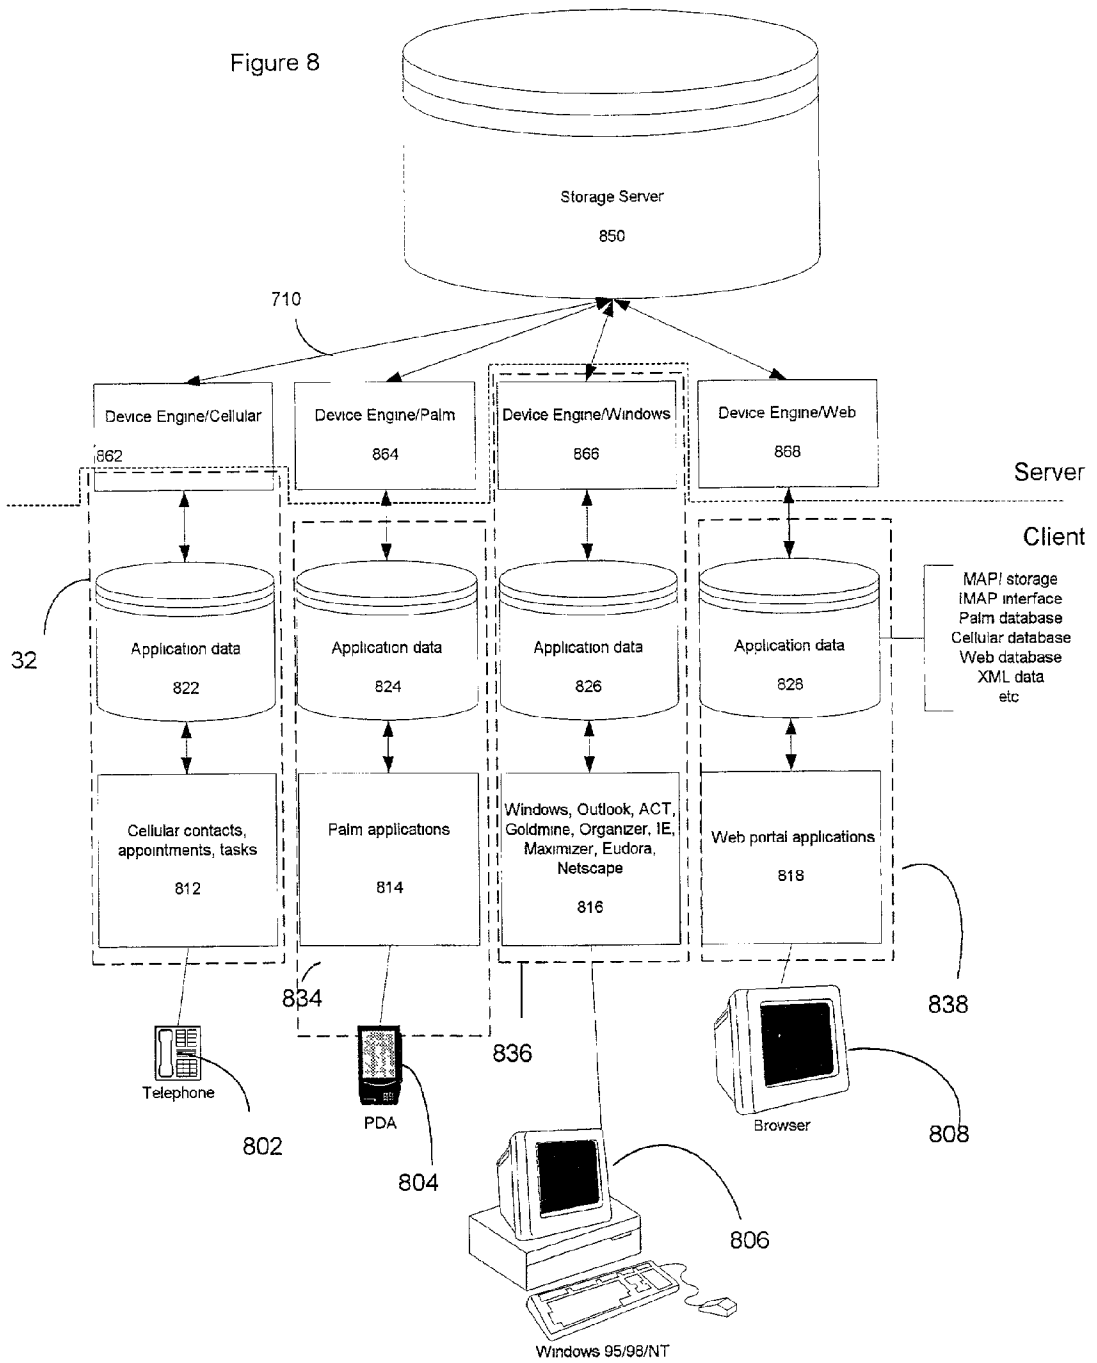 Figure 8
Storage Server
850
710
Device Engine/Cellular
862
Device Engine/Palm
864
Device Engine/Windows
866
Device Engine/Web
868
Server
Client
32
Application data
822
Application data
824
Application data
826
Application data
828
MAPI storage
IMAP interface
Palm database
Cellular database
Web database
XML data
etc
Cellular contacts,
appointments, tasks
812
Palm applications
814
Windows, Outlook, ACT,
Goldmine, Organizer, IE,
Maximizer, Eudora,
Netscape
816
Web portal applications
818
834
836
838
Telephone
802
PDA
804
Browser
808
806
Windows 95/98/NT